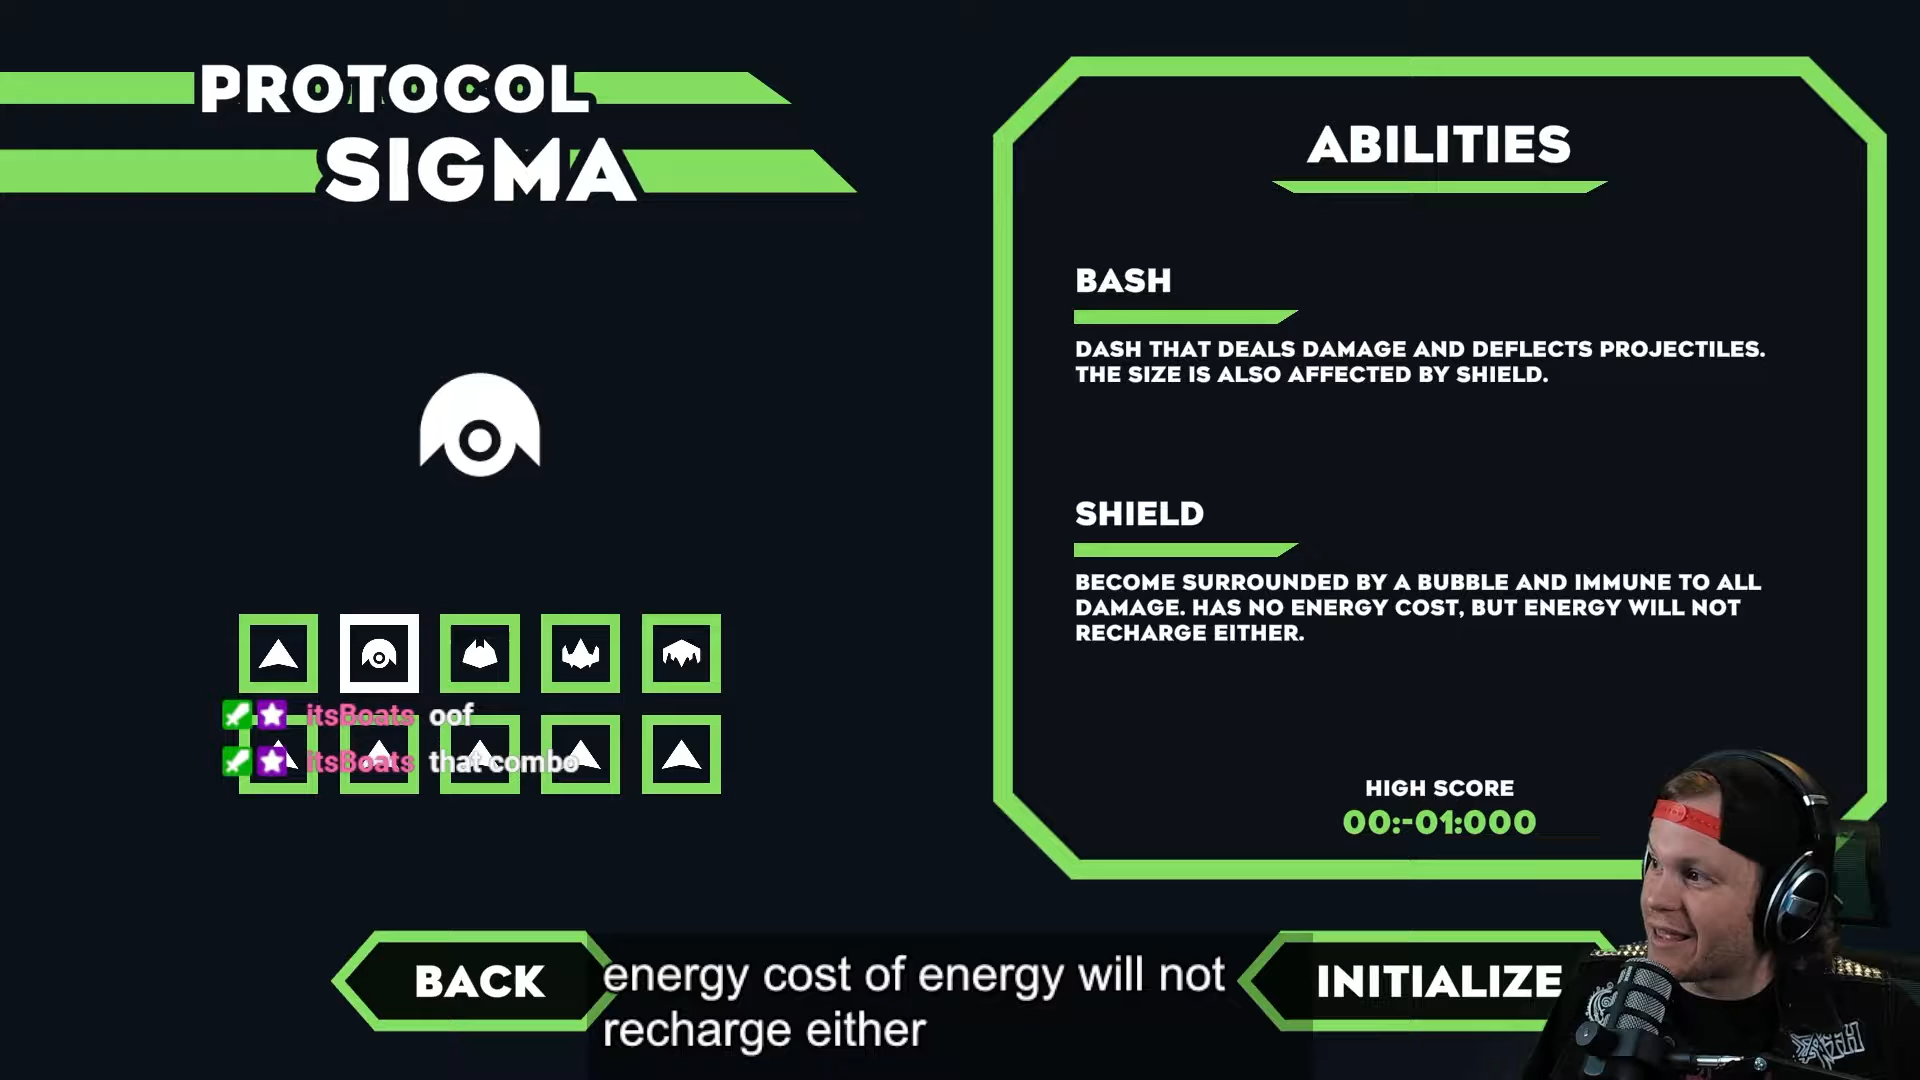 PROTOCOL
SIGMA
ABILITIES
BASH
DASH THAT DEALS DAMAGE AND DEFLECTS PROJECTILES.
THE SIZE IS ALSO AFFECTED BY SHIELD.
SHIELD
BECOME SURROUNDED BY A BUBBLE AND IMMUNE TO ALL
DAMAGE. HAS NO ENERGY COST, BUT ENERGY WILL NOT
RECHARGE EITHER.
itsBoats oof
itsBoats that combo
HIGH SCORE
00:-01:000
BACK
energy cost of energy will not
recharge either
INITIALIZE